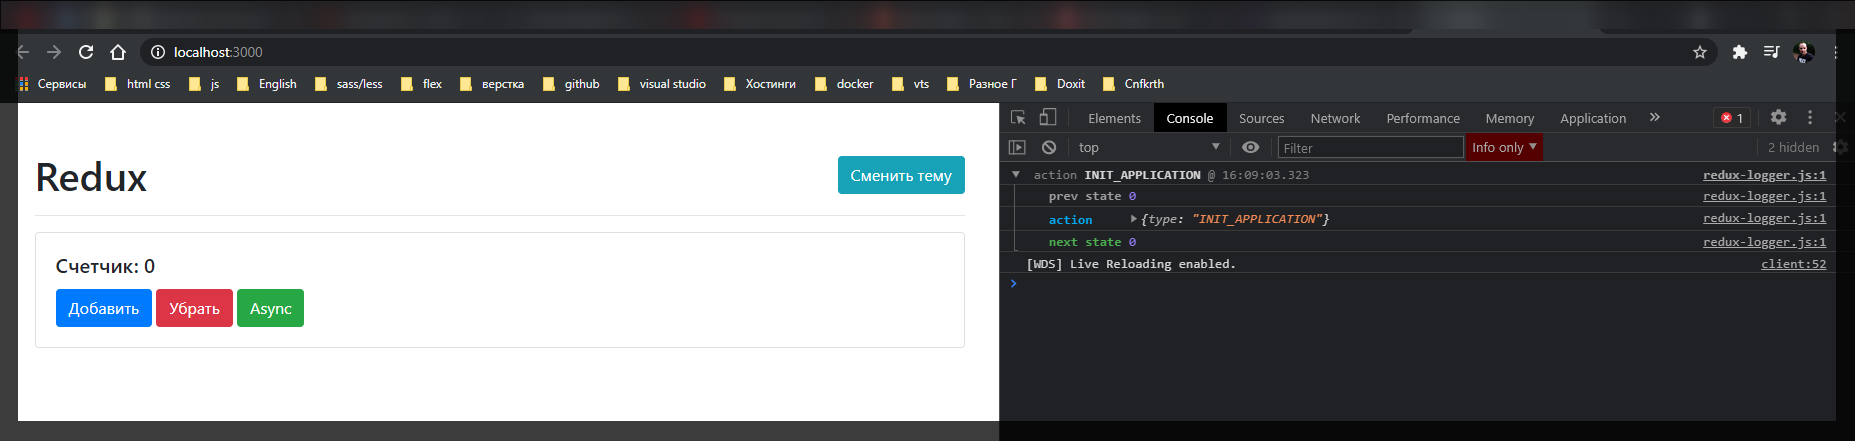 localhost:3000
Сервисы html css js English sass/less flex верстка github visual studio Хостинги docker vts Разное Г Doxit Cnfkrth
Redux
Сменить тему
Счетчик: 0
Добавить Убрать Async
Elements Console Sources Network Performance Memory Application » 1
top Filter Info only 2 hidden
action INIT_APPLICATION @ 16:09:03.323 redux-logger.js:1
prev state 0 redux-logger.js:1
action {type: "INIT_APPLICATION"} redux-logger.js:1
next state 0 redux-logger.js:1
[WDS] Live Reloading enabled. client:52